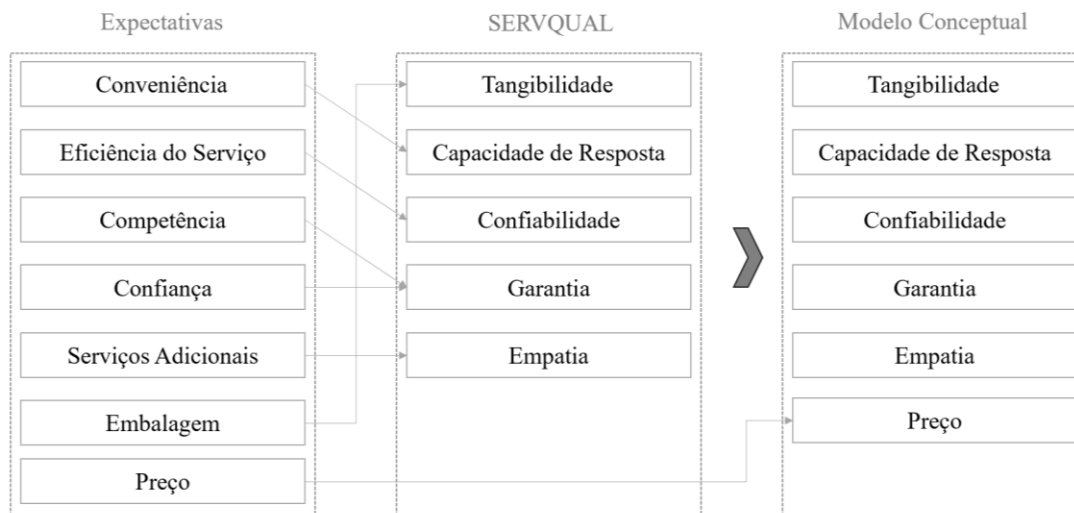 Expectativas
Conveniência
Eficiência do Serviço
Competência
Confiança
Serviços Adicionais
Embalagem
Preço
SERVQUAL
Tangibilidade
Capacidade de Resposta
Confiabilidade
Garantia
Empatia
Modelo Conceptual
Tangibilidade
Capacidade de Resposta
Confiabilidade
Garantia
Empatia
Preço